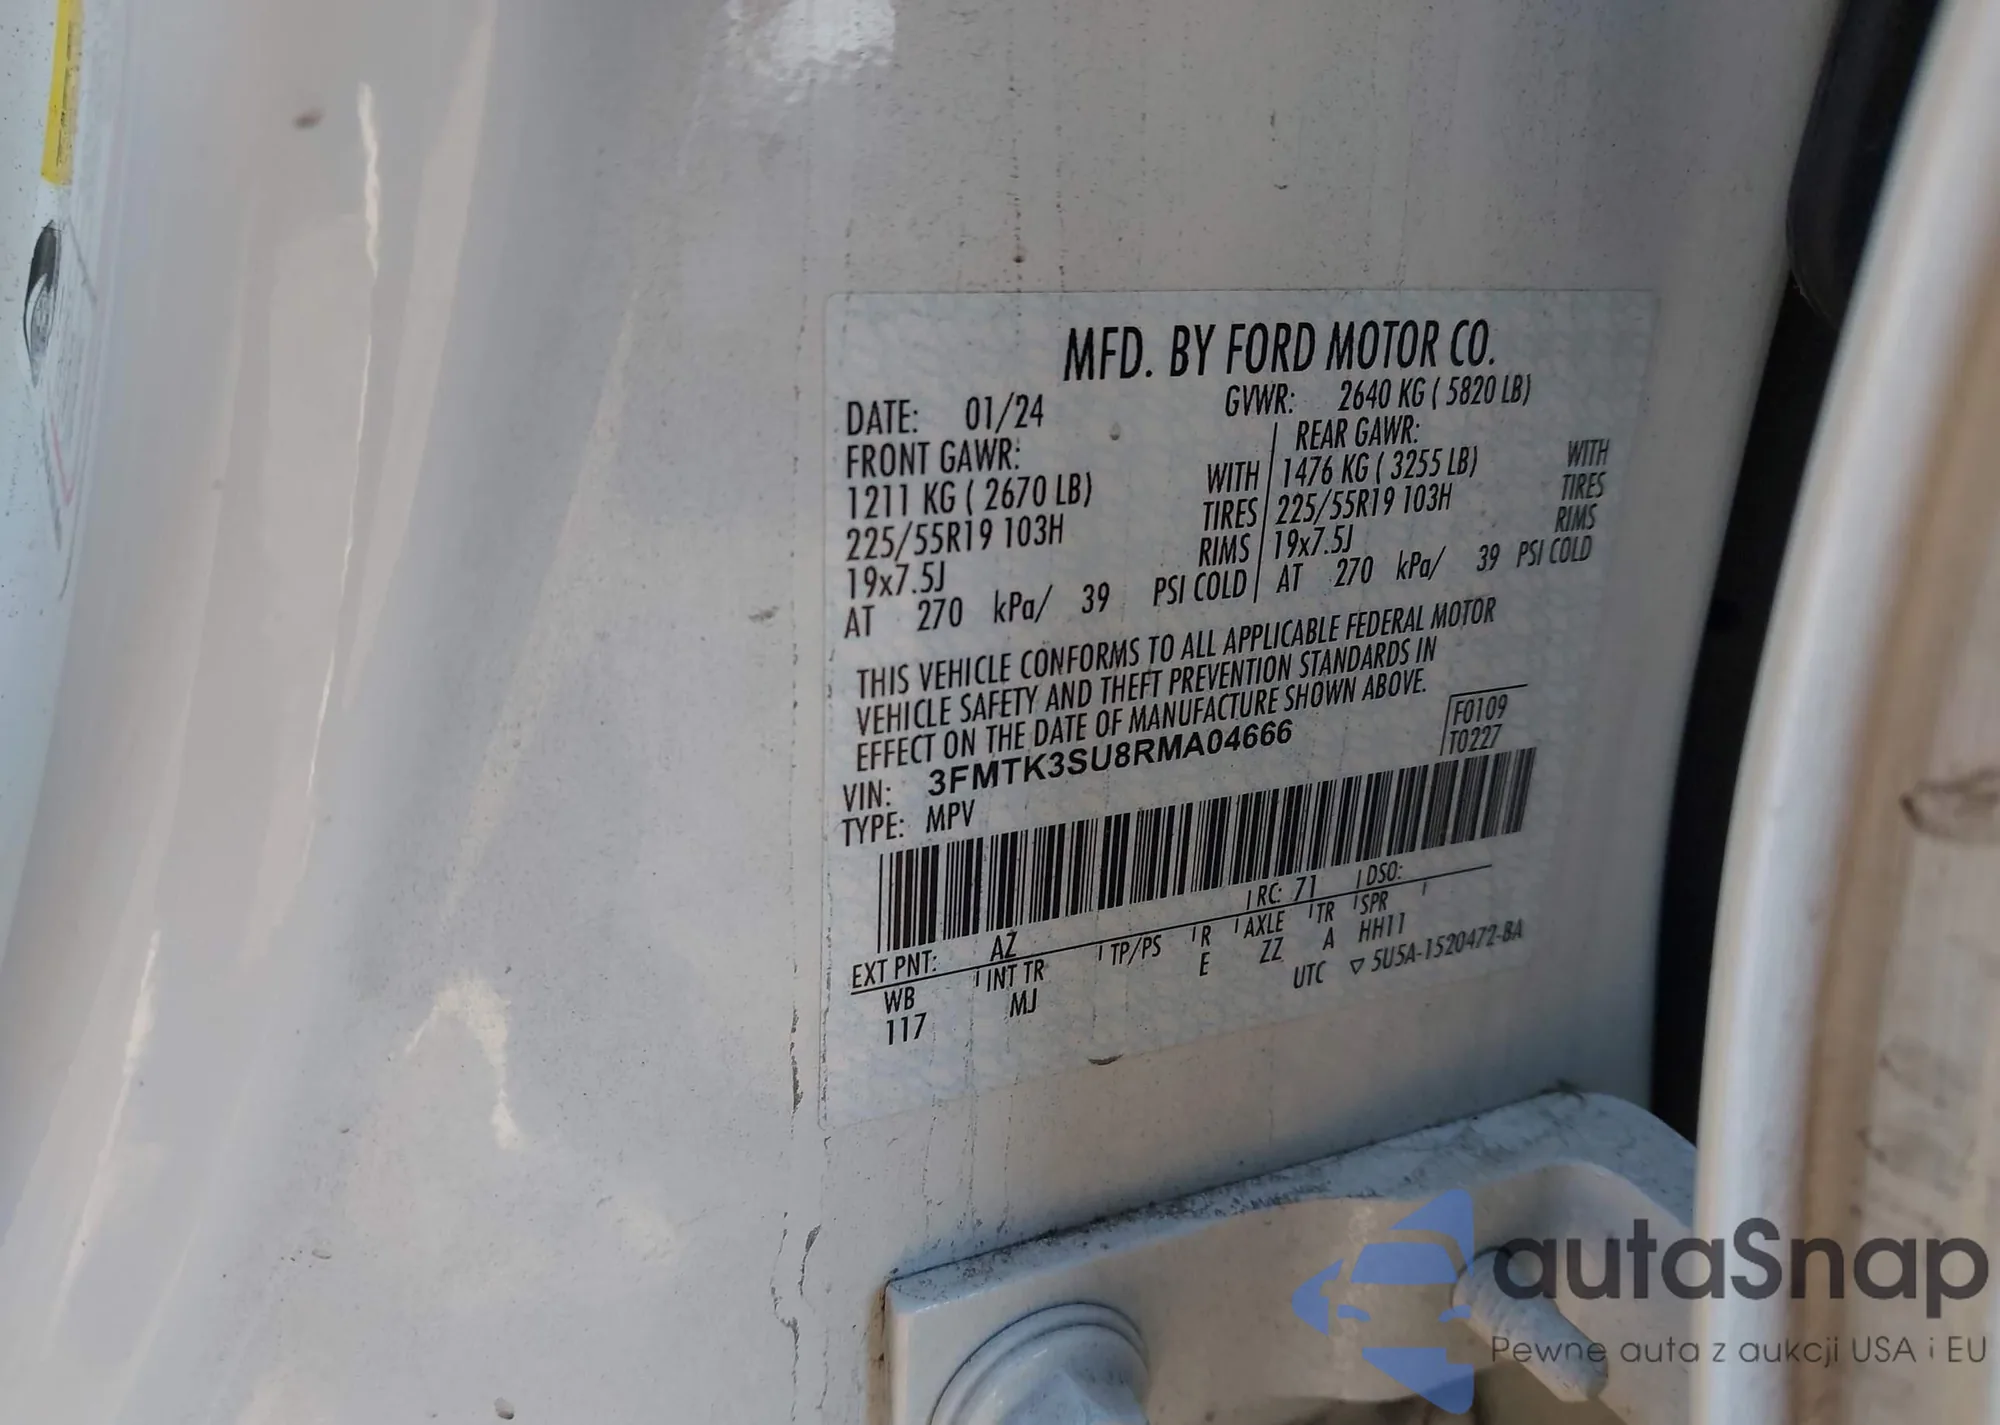 MFD. BY FORD MOTOR CO.
DATE: 01/24 GVWR: 2640 KG ( 5820 LB)
FRONT GAWR: REAR GAWR:
1211 KG ( 2670 LB) WITH 1476 KG ( 3255 LB) WITH
225/55R19 103H TIRES 225/55R19 103H TIRES
19x7.5J RIMS 19x7.5J RIMS
AT 270 kPa/ 39 PSI COLD AT 270 kPa/ 39 PSI COLD
THIS VEHICLE CONFORMS TO ALL APPLICABLE FEDERAL MOTOR
VEHICLE SAFETY AND THEFT PREVENTION STANDARDS IN
EFFECT ON THE DATE OF MANUFACTURE SHOWN ABOVE.
F0109
VIN: 3FMTK3SU8RMA04666 T0227
TYPE: MPV
EXT PNT: AZ RC: 71 DSO:
WB INT TR TP/PS R AXLE TR SPR
117 MJ E ZZ A HH11
UTC ▽ 5U5A-1520472-BA
autaSnap
Pewne auta z aukcji USA i EU